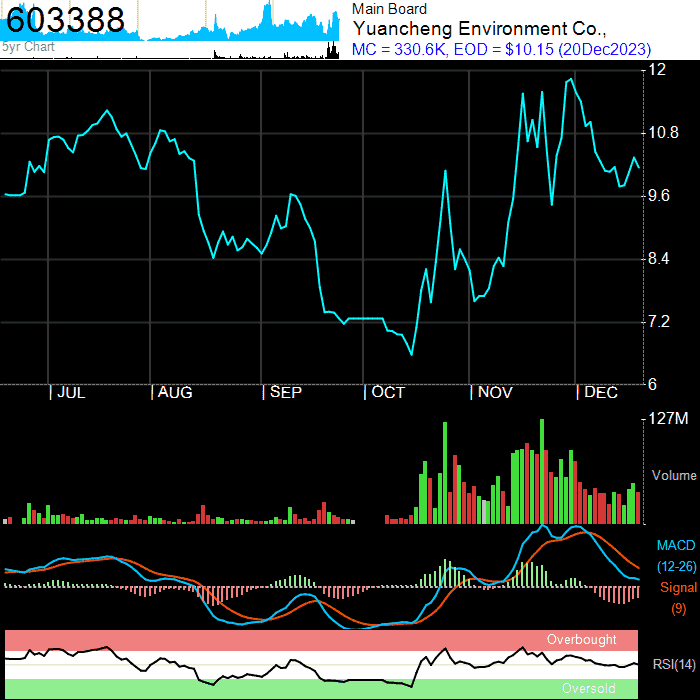 603388
5yr Chart
Main Board
Yuancheng Environment Co.,
MC = 330.6K, EOD = $10.15 (20Dec2023)
12
10.8
9.6
8.4
7.2
6
| JUL | AUG | SEP | OCT | NOV | DEC
127M
Volume
MACD
(12-26)
Signal
(9)
Overbought
RSI(14)
Oversold